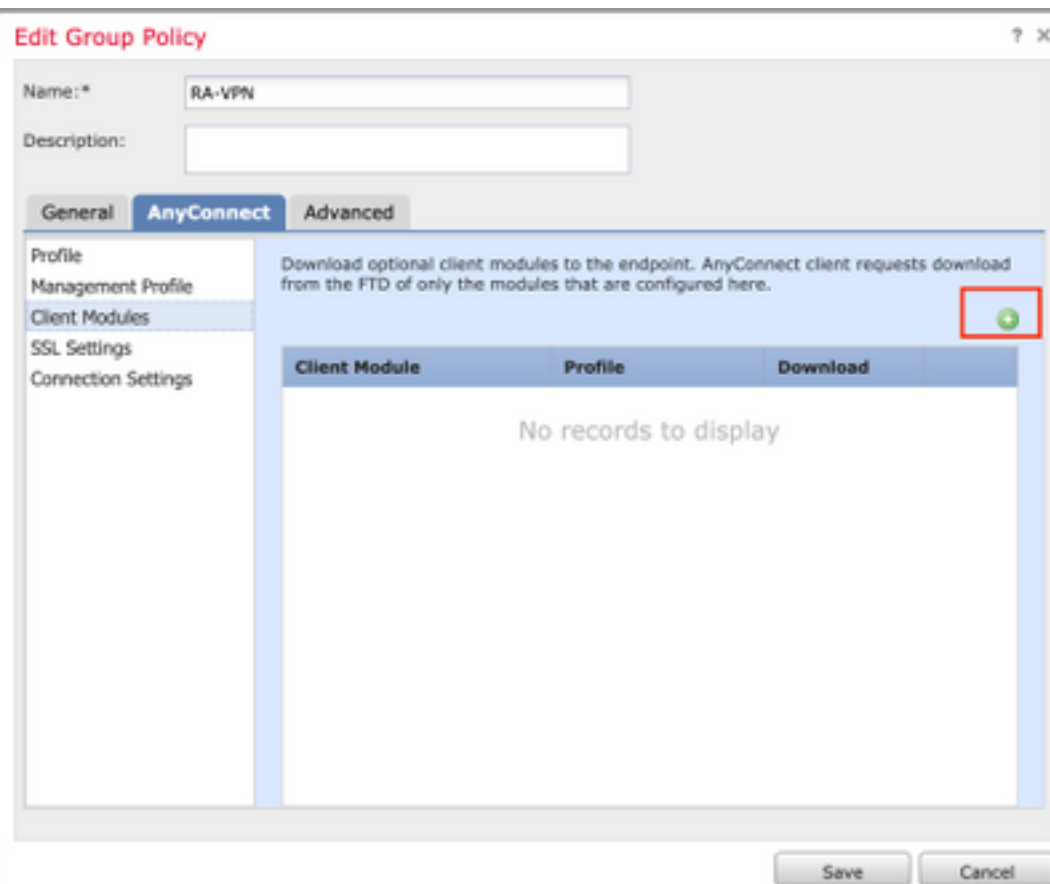 Edit Group Policy
? ×
Name:*
RA-VPN
Description:
General
AnyConnect
Advanced
Profile
Management Profile
Client Modules
SSL Settings
Connection Settings
Download optional client modules to the endpoint. AnyConnect client requests download
from the FTD of only the modules that are configured here.
Client Module
Profile
Download
No records to display
Save
Cancel